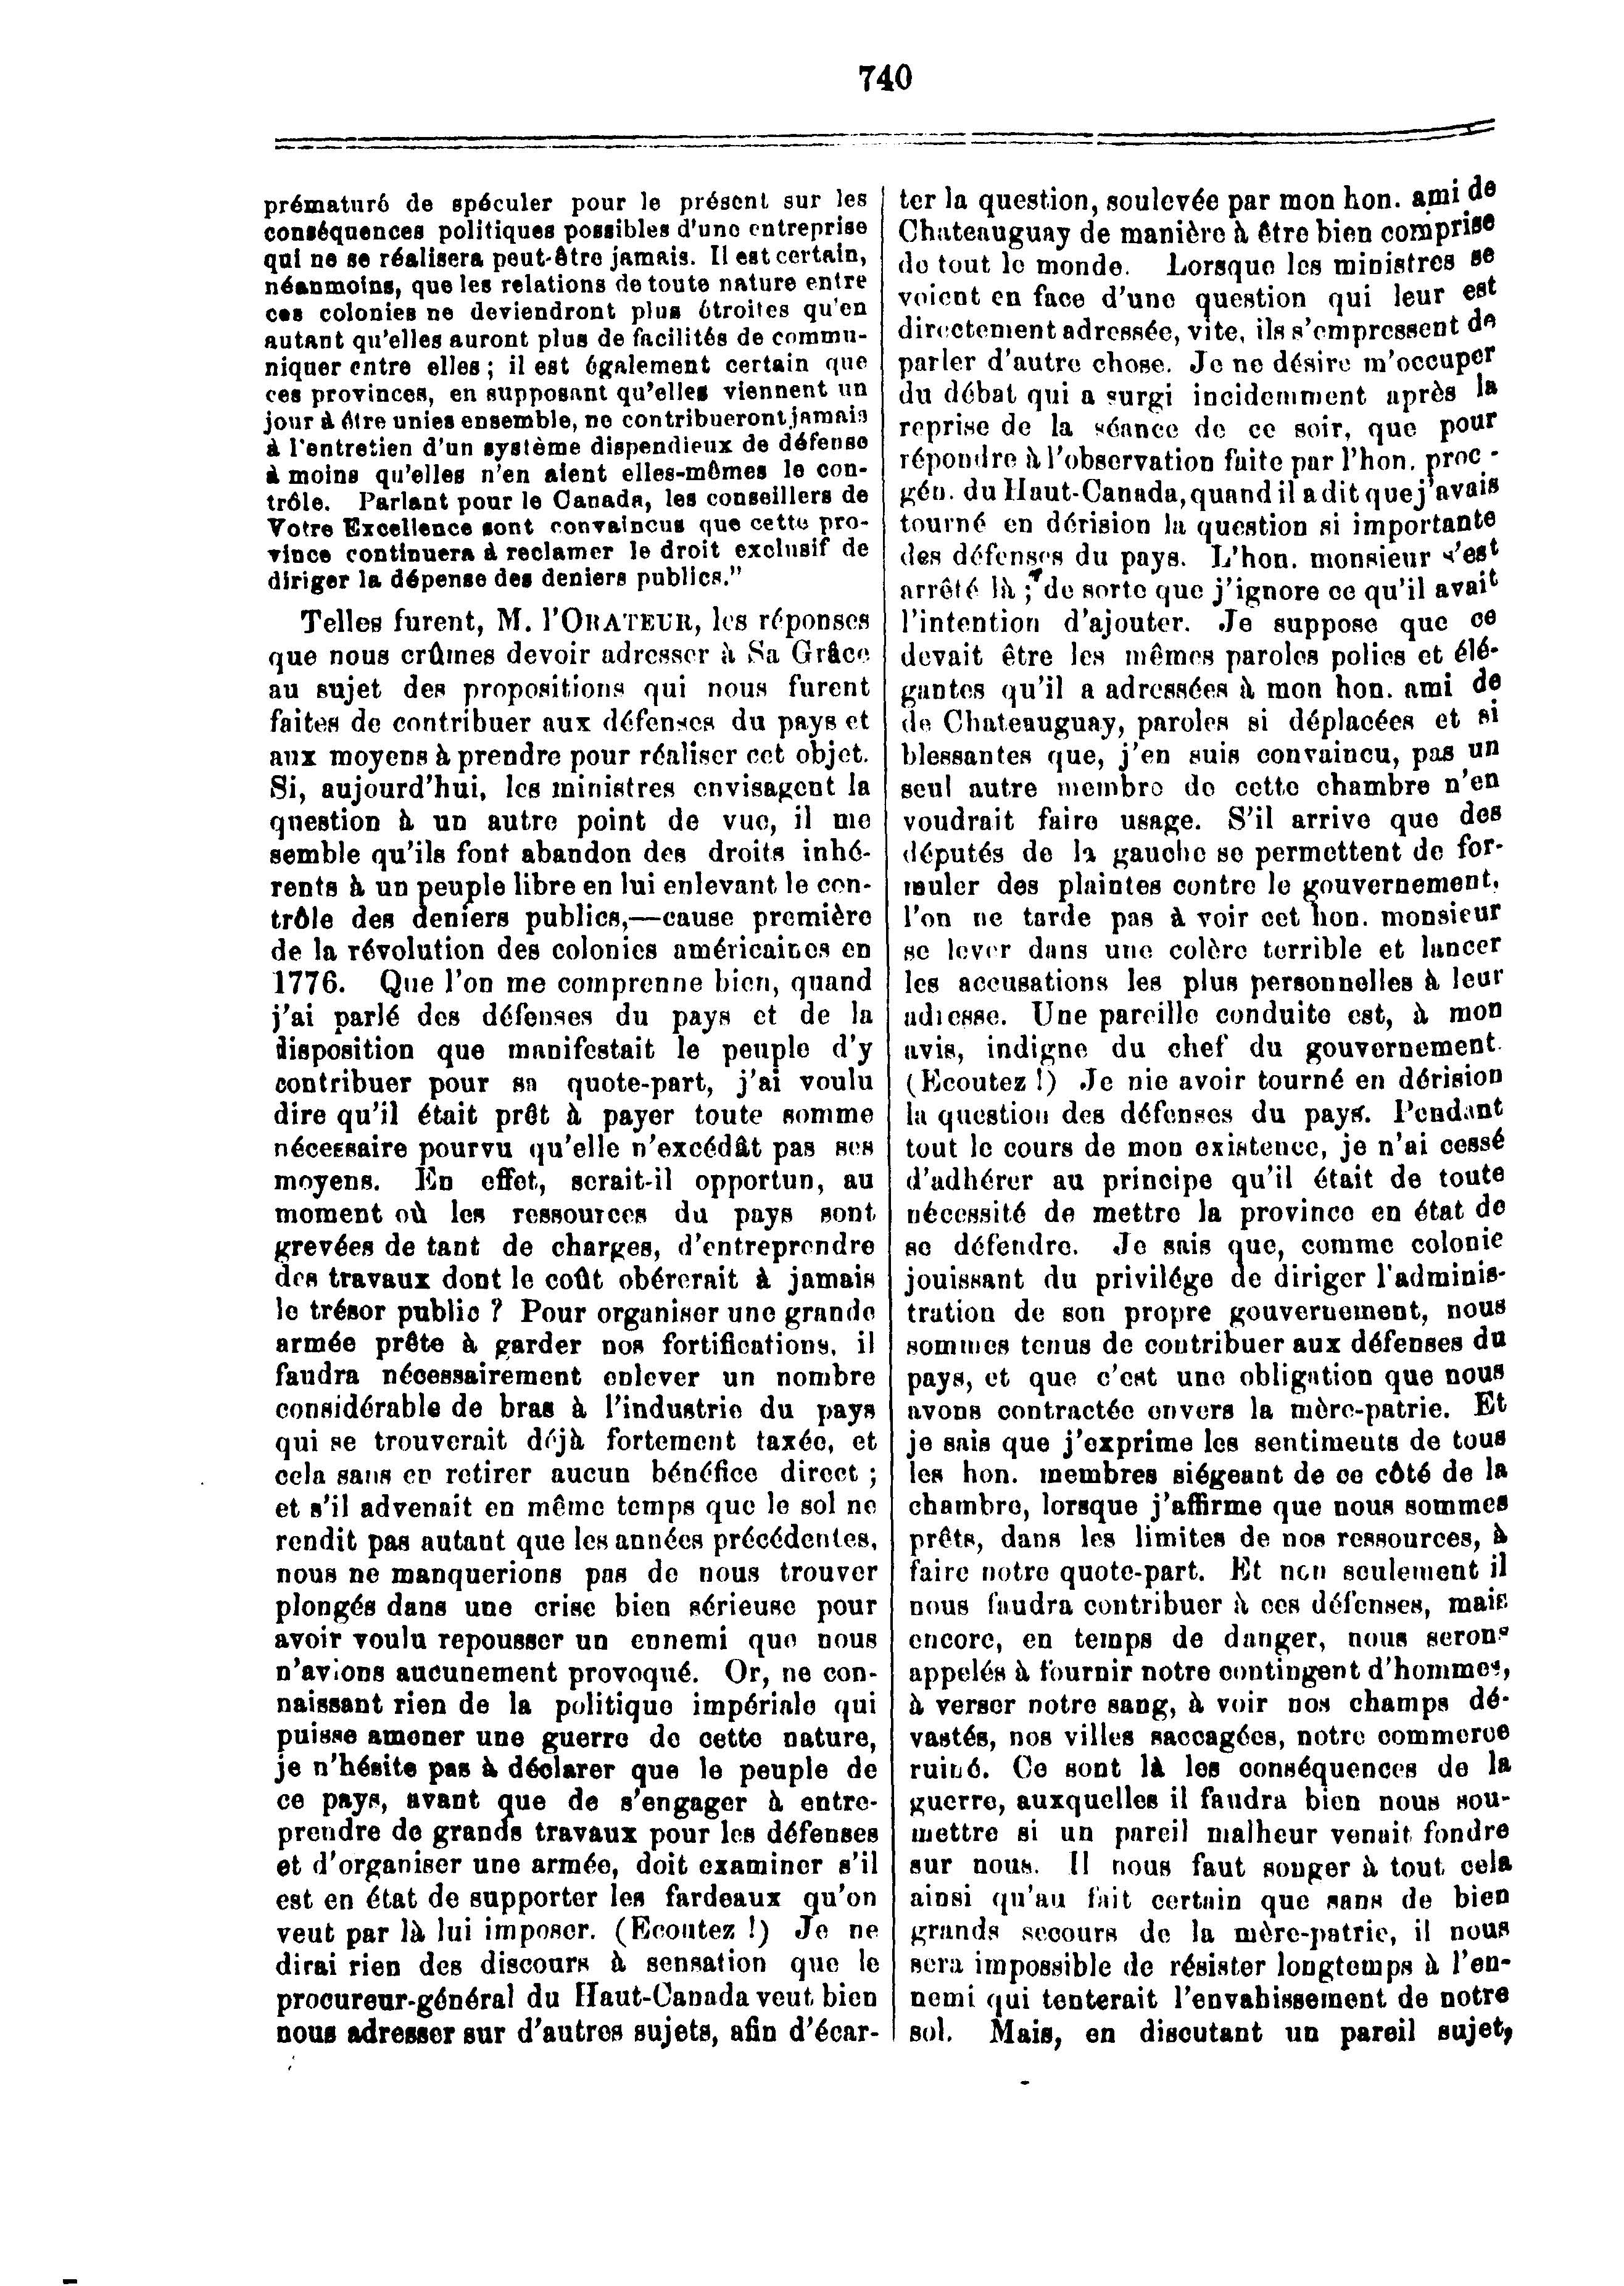 740
prématuré de spéculer pour le présent sur les
conséquences politiques possibles d'une entreprise
qui ne se réalisera peut-être jamais. Il est certain,
néanmoins, que les relations de toute nature entre
ces colonies ne deviendront plus étroites qu'en
autant qu'elles auront plus de facilités de commu-
niquer entre elles ; il est également certain que
ces provinces, en supposant qu'elles viennent un
jour à être unies ensemble, ne contribueront jamais
à l'entretien d'un système dispendieux de défense
à moins qu'elles n'en aient elles-mêmes le con-
trôle. Parlant pour le Canada, les conseillers de
Votre Excellence sont convaincus que cette pro-
vince continuera à reclamer le droit exclusif de
diriger la dépense des deniers publics."
Telles furent, M. l'ORATEUR, les réponses
que nous crûmes devoir adresser à Sa Grâce
au sujet des propositions qui nous furent
faites de contribuer aux défenses du pays et
aux moyens à prendre pour réaliser cet objet.
Si, aujourd'hui, les ministres envisagent la
question à un autre point de vue, il me
semble qu'ils font abandon des droits inhé-
rents à un peuple libre en lui enlevant le con-
trôle des deniers publics,—cause première
de la révolution des colonies américaines en
1776. Que l'on me comprenne bien, quand
j'ai parlé des défenses du pays et de la
disposition que manifestait le peuple d'y
contribuer pour sa quote-part, j'ai voulu
dire qu'il était prêt à payer toute somme
nécessaire pourvu qu'elle n'excédât pas ses
moyens. En effet, serait-il opportun, au
moment où les ressources du pays sont
grevées de tant de charges, d'entreprendre
des travaux dont le coût obérerait à jamais
le trésor public ? Pour organiser une grande
armée prête à garder nos fortifications, il
faudra nécessairement enlever un nombre
considérable de bras à l'industrie du pays
qui se trouverait déjà fortement taxée, et
cela sans en retirer aucun bénéfice direct ;
et s'il advenait en même temps que le sol ne
rendit pas autant que les années précédentes,
nous ne manquerions pas de nous trouver
plongés dans une crise bien sérieuse pour
avoir voulu repousser un ennemi que nous
n'avions aucunement provoqué. Or, ne con-
naissant rien de la politique impériale qui
puisse amener une guerre de cette nature,
je n'hésite pas à déclarer que le peuple de
ce pays, avant que de s'engager à entre-
prendre de grands travaux pour les défenses
et d'organiser une armée, doit examiner s'il
est en état de supporter les fardeaux qu'on
veut par là lui imposer. (Ecoutez !) Je ne
dirai rien des discours à sensation que le
procureur-général du Haut-Canada veut bien
nous adresser sur d'autres sujets, afin d'écar-
ter la question, soulevée par mon hon. ami de
Chateauguay de manière à être bien comprise
de tout le monde. Lorsque les ministres se
voient en face d'une question qui leur est
directement adressée, vite, ils s'empressent de
parler d'autre chose. Je ne désire m'occuper
du débat qui a surgi incidemment après la
reprise de la séance de ce soir, que pour
répondre à l'observation faite par l'hon. proc.-
gén. du Haut-Canada, quand il a dit que j'avais
tourné en dérision la question si importante
des défenses du pays. L'hon. monsieur s'est
arrêté là ; de sorte que j'ignore ce qu'il avait
l'intention d'ajouter. Je suppose que ce
devait être les mêmes paroles polies et élé-
gantes qu'il a adressées à mon hon. ami de
de Chateauguay, paroles si déplacées et si
blessantes que, j'en suis convaincu, pas un
seul autre membre de cette chambre n'en
voudrait faire usage. S'il arrive que des
députés de la gauche se permettent de for-
muler des plaintes contre le gouvernement,
l'on ne tarde pas à voir cet hon. monsieur
se lever dans une colère terrible et lancer
les accusations les plus personnelles à leur
adresse. Une pareille conduite est, à mon
avis, indigne du chef du gouvernement.
(Ecoutez !) Je nie avoir tourné en dérision
la question des défenses du pays. Pendant
tout le cours de mon existence, je n'ai cessé
d'adhérer au principe qu'il était de toute
nécessité de mettre la province en état de
se défendre. Je sais que, comme colonie
jouissant du privilége de diriger l'adminis-
tration de son propre gouvernement, nous
sommes tenus de contribuer aux défenses du
pays, et que c'est une obligation que nous
avons contractée envers la mère-patrie. Et
je sais que j'exprime les sentiments de tous
les hon. membres siégeant de ce côté de la
chambre, lorsque j'affirme que nous sommes
prêts, dans les limites de nos ressources, à
faire notre quote-part. Et non seulement il
nous faudra contribuer à ces défenses, mais
encore, en temps de danger, nous serons
appelés à fournir notre contingent d'hommes,
à verser notre sang, à voir nos champs dé-
vastés, nos villes saccagées, notre commerce
ruiné. Ce sont là les conséquences de la
guerre, auxquelles il faudra bien nous sou-
mettre si un pareil malheur venait fondre
sur nous. Il nous faut songer à tout cela
ainsi qu'au fait certain que sans de bien
grands secours de la mère-patrie, il nous
sera impossible de résister longtemps à l'en-
nemi qui tenterait l'envahissement de notre
sol. Mais, en discutant un pareil sujet,